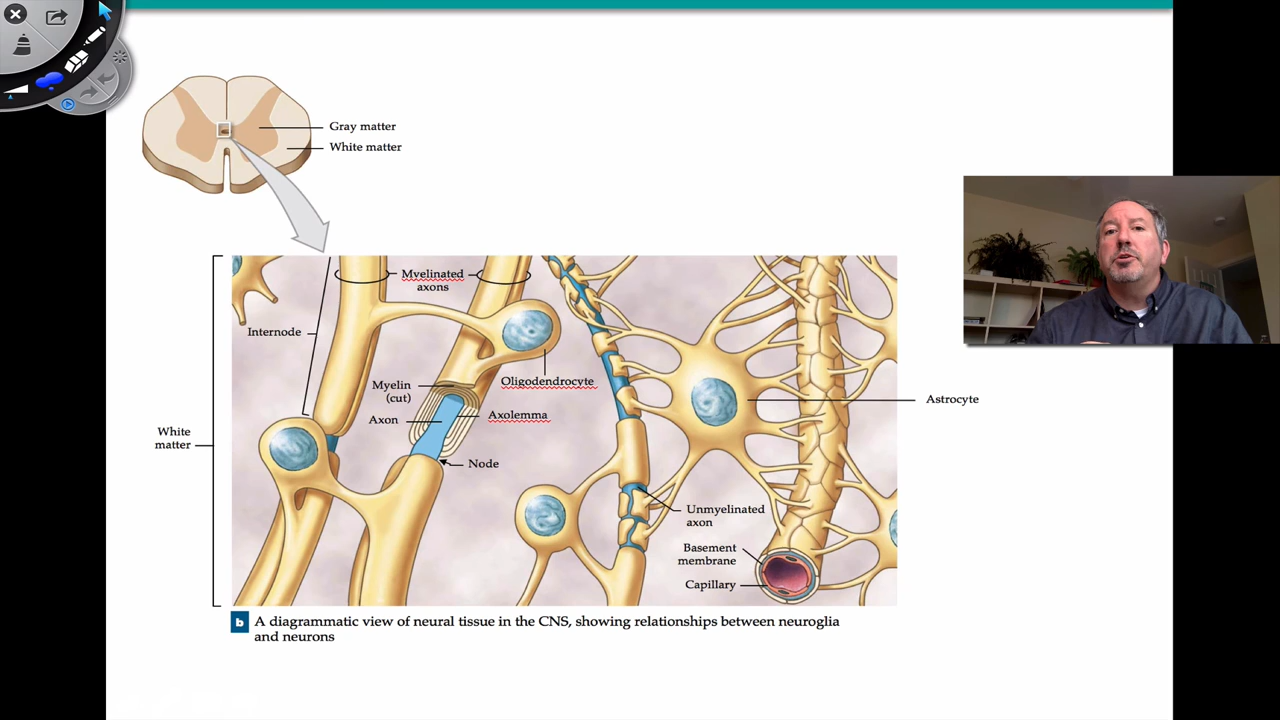 Gray matter
White matter
Myelinated
axons
Internode
Oligodendrocyte
Myelin
(cut)
Axon
Axolemma
Astrocyte
White
matter
Node
Unmyelinated
axon
Basement
membrane
Capillary
b A diagrammatic view of neural tissue in the CNS, showing relationships between neuroglia
and neurons